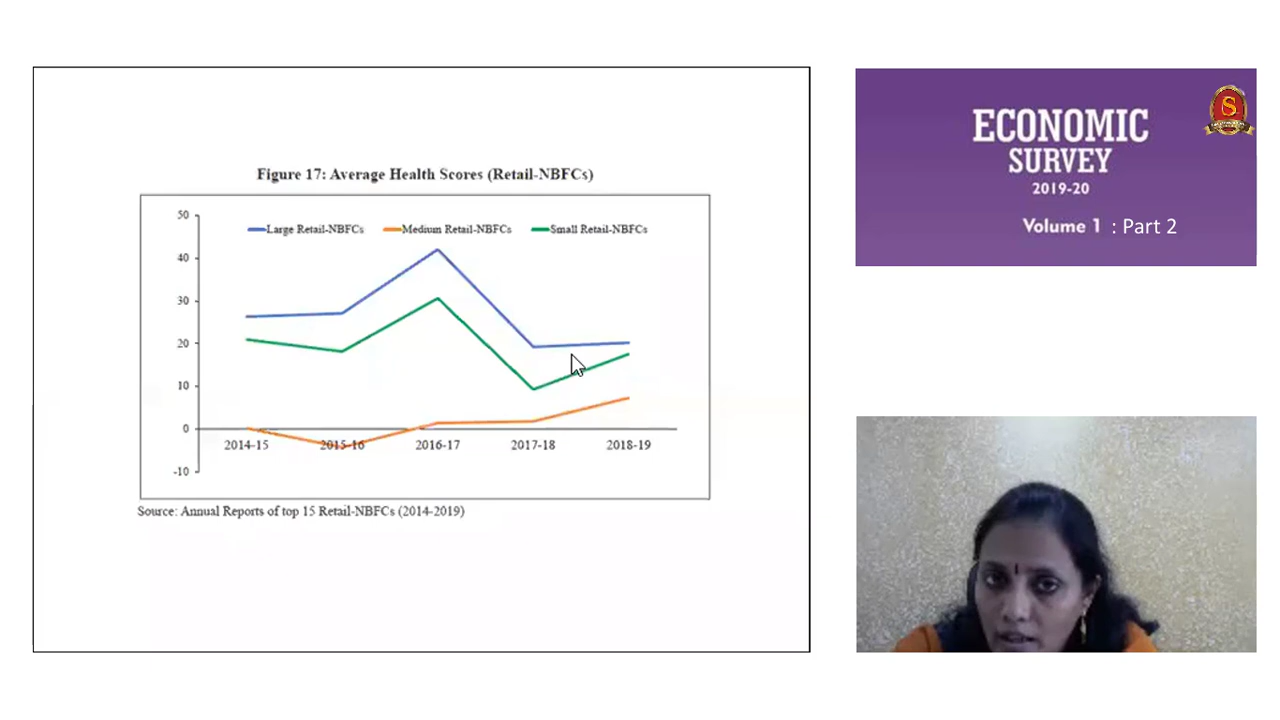 Figure 17: Average Health Scores (Retail-NBFCs)
50
Large Retail-NBFCs Medium Retail-NBFCs Small Retail-NBFCs
40
30
20
10
0
2014-15 2015-16 2016-17 2017-18 2018-19
-10
Source: Annual Reports of top 15 Retail-NBFCs (2014-2019)
S
ECONOMIC
SURVEY
2019-20
Volume 1 : Part 2